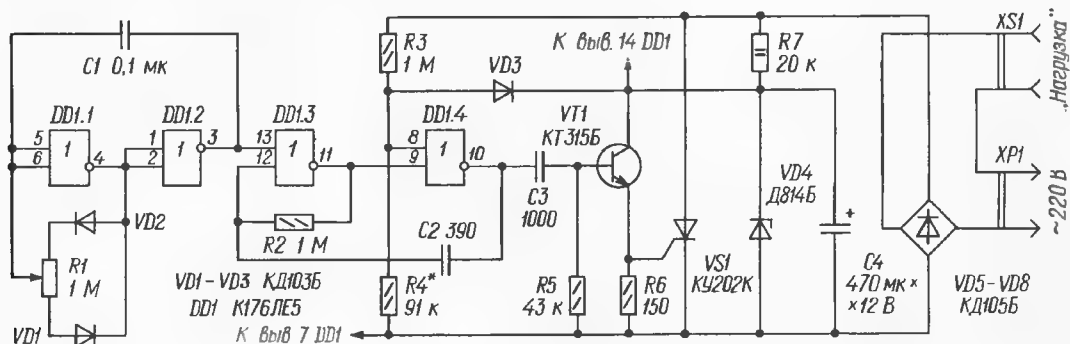 C1 0,1 мк
DD1.1
5
6
1
4
DD1.2
1
2
1
3
DD1.3
13
12
1
11
R3
1 М
VD3
К выв. 14 DD1
DD1.4
8
9
1
10
VT1
КТ315Б
R7
20 к
XS1
„Нагрузка"
XP1
~220 В
VD2
R1
1 М
VD1
R2 1 М
C2 390
C3
1000
VD4
Д814Б
VD1–VD3 КД103Б
DD1 К176ЛЕ5
R4*
91 к
R5
43 к
R6
150
VS1
КУ202К
+
C4
470 мк ×
×12 В
VD5–VD8
КД105Б
К выв 7 DD1